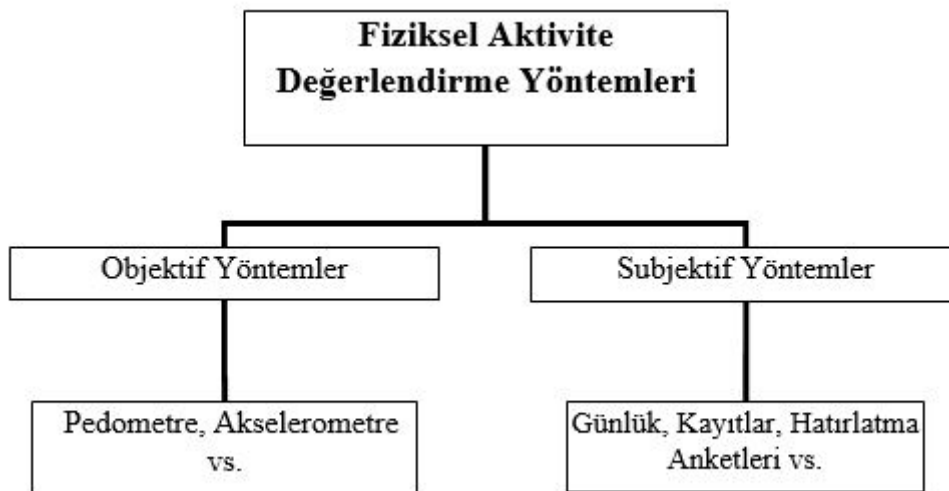 Fiziksel Aktivite
Değerlendirme Yöntemleri
Objektif Yöntemler
Subjektif Yöntemler
Pedometre, Akselerometre
vs.
Günlük, Kayıtlar, Hatırlatma
Anketleri vs.